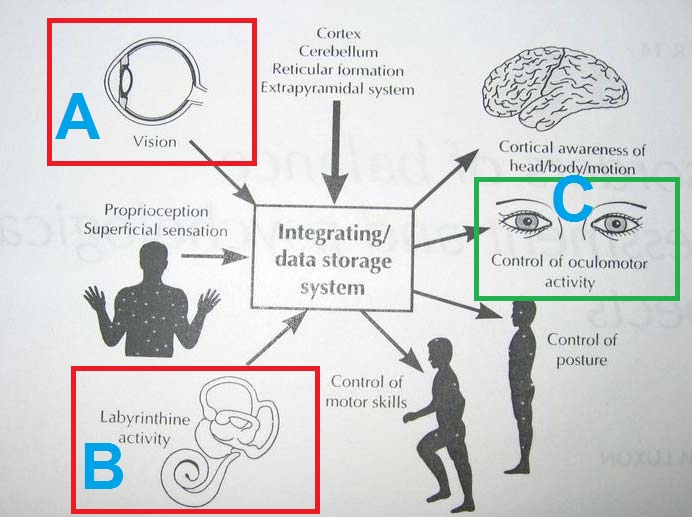 A
Vision
Cortex
Cerebellum
Reticular formation
Extrapyramidal system
Cortical awareness of
head/body/motion
Proprioception
Superficial sensation
Integrating/
data storage
system
C
Control of oculomotor
activity
B
Labyrinthine
activity
Control of
motor skills
Control of
posture